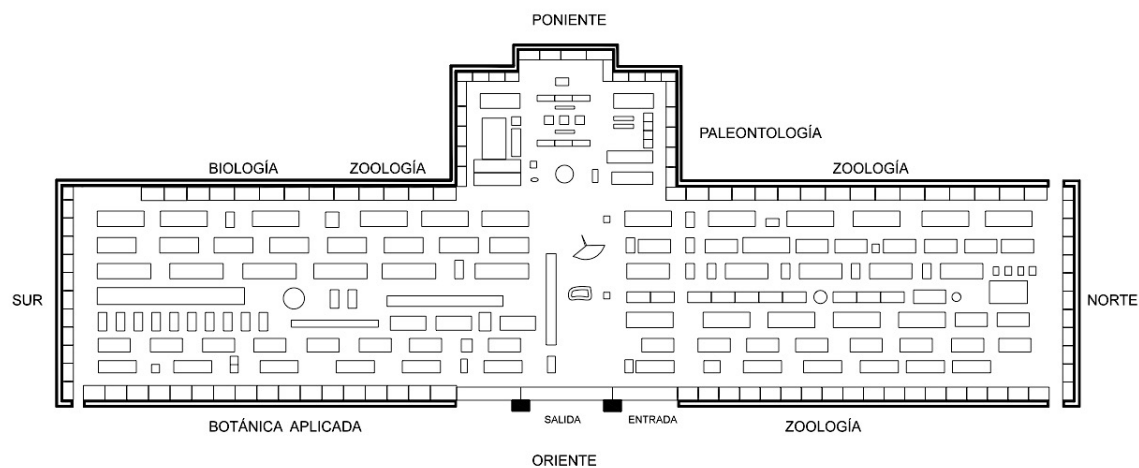 PONIENTE
PALEONTOLOGÍA
BIOLOGÍA ZOOLOGÍA ZOOLOGÍA
SUR NORTE
BOTÁNICA APLICADA SALIDA ENTRADA ZOOLOGÍA
ORIENTE